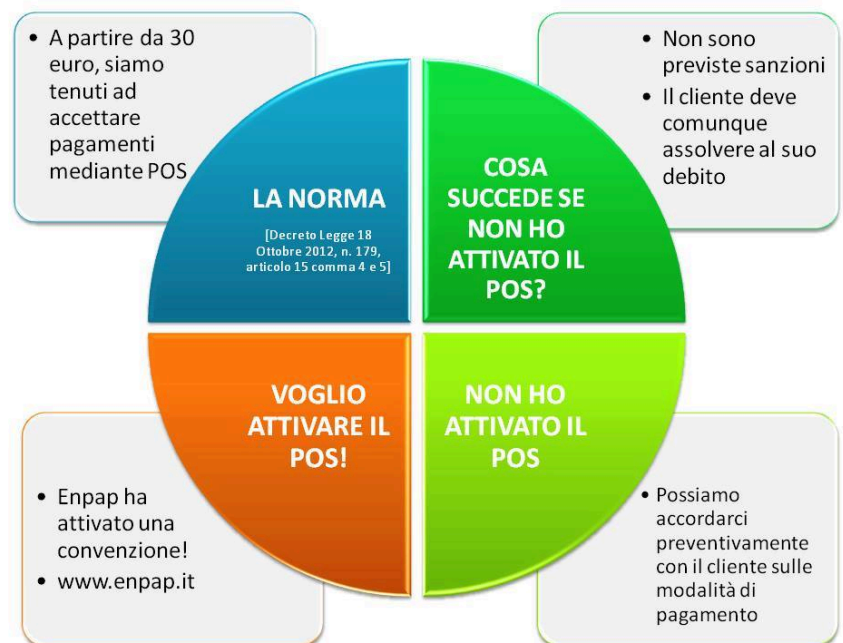 • A partire da 30
euro, siamo
tenuti ad
accettare
pagamenti
mediante POS
LA NORMA
[Decreto Legge 18
Ottobre 2012, n. 179,
articolo 15 comma 4 e 5]
COSA
SUCCEDE SE
NON HO
ATTIVATO IL
POS?
• Non sono
previste sanzioni
• Il cliente deve
comunque
assolvere al suo
debito
VOGLIO
ATTIVARE IL
POS!
• Enpap ha
attivato una
convenzione!
• www.enpap.it
NON HO
ATTIVATO IL
POS
• Possiamo
accordarci
preventivamente
con il cliente sulle
modalità di
pagamento